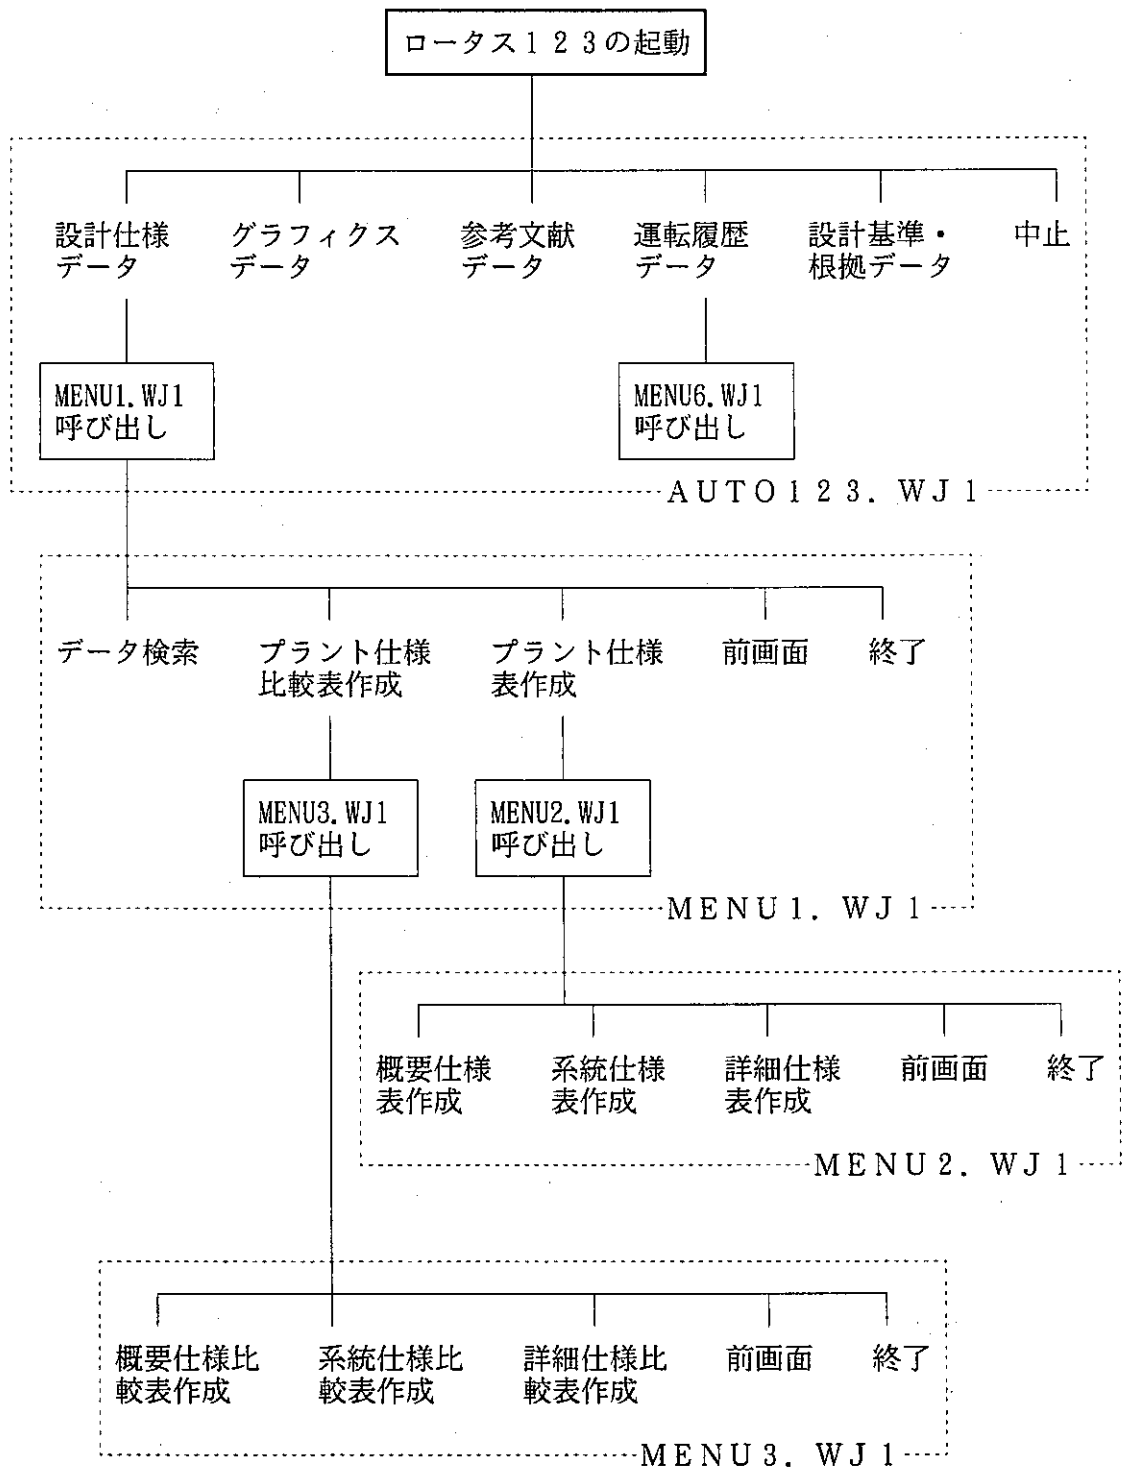 ロータス１２３の起動
設計仕様 グラフィクス 参考文献 運転履歴 設計基準・ 中止
データ データ データ データ 根拠データ
MENU1.WJ1 MENU6.WJ1
呼び出し 呼び出し
ＡＵＴＯ１２３．ＷＪ１
データ検索 プラント仕様 プラント仕様 前画面 終了
比較表作成 表作成
MENU3.WJ1 MENU2.WJ1
呼び出し 呼び出し
ＭＥＮＵ１．ＷＪ１
概要仕様 系統仕様 詳細仕様 前画面 終了
表作成 表作成 表作成
ＭＥＮＵ２．ＷＪ１
概要仕様比 系統仕様比 詳細仕様比 前画面 終了
較表作成 較表作成 較表作成
ＭＥＮＵ３．ＷＪ１